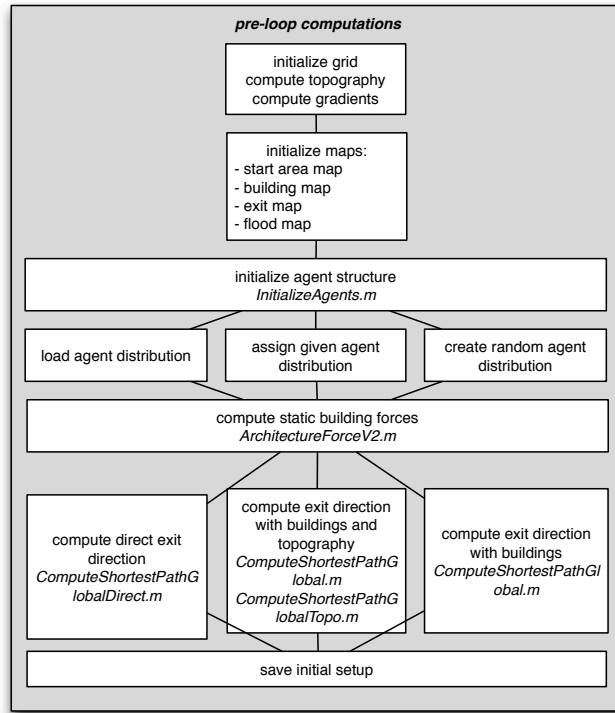 pre-loop computations
initialize grid
compute topography
compute gradients
initialize maps:
- start area map
- building map
- exit map
- flood map
initialize agent structure
InitializeAgents.m
load agent distribution
assign given agent
distribution
create random agent
distribution
compute static building forces
ArchitectureForceV2.m
compute direct exit
direction
ComputeShortestPathG
lobalDirect.m
compute exit direction
with buildings and
topography
ComputeShortestPathG
lobal.m
ComputeShortestPathG
lobalTopo.m
compute exit direction
with buildings
ComputeShortestPathGl
obal.m
save initial setup